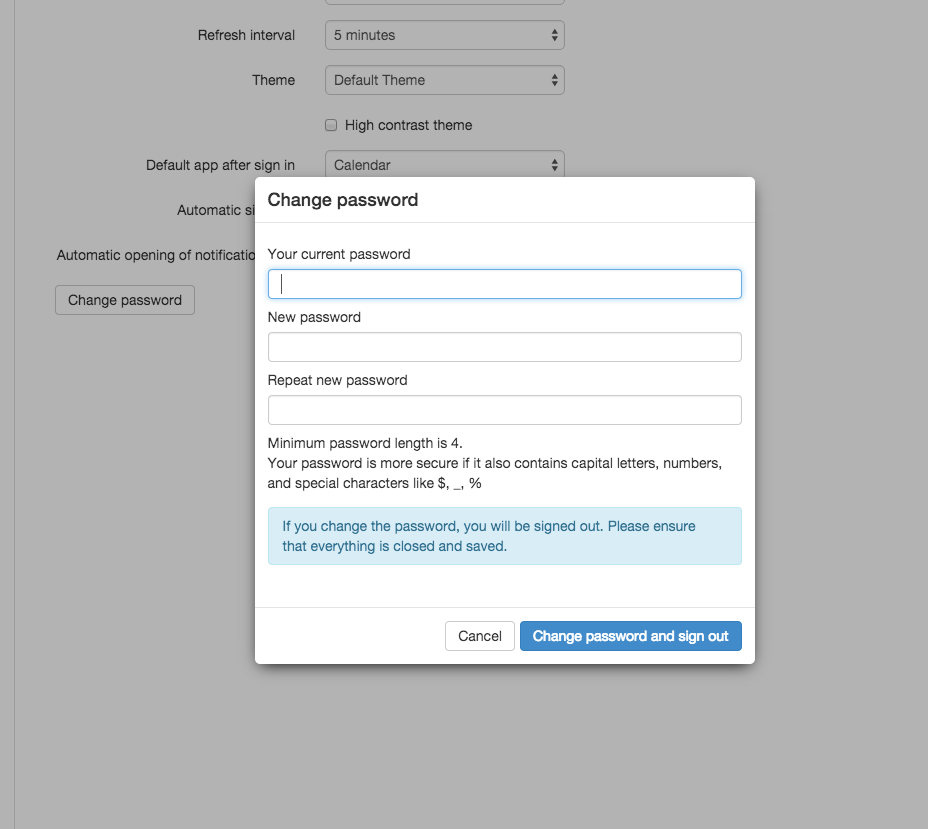 Refresh interval 5 minutes
Theme Default Theme
High contrast theme
Default app after sign in Calendar
Automatic
Automatic opening of
Change password
Change password
Your current password
New password
Repeat new password
Minimum password length is 4.
Your password is more secure if it also contains capital letters, numbers,
and special characters like $, _, %
If you change the password, you will be signed out. Please ensure
that everything is closed and saved.
Cancel Change password and sign out